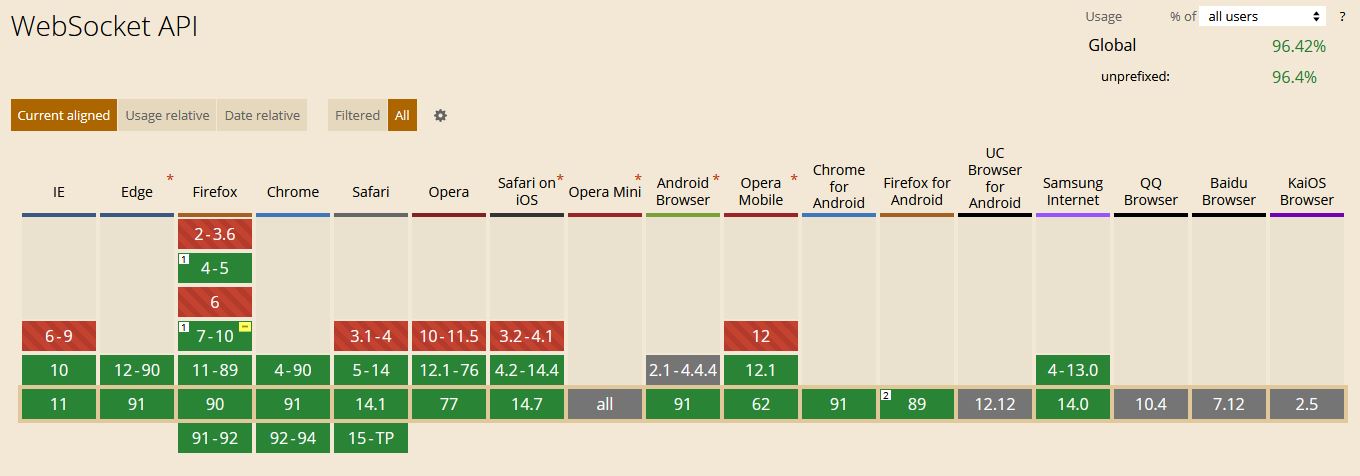 WebSocket API
Usage % of all users ?
Global 96.42%
unprefixed: 96.4%
Current aligned Usage relative Date relative Filtered All
IE Edge * Firefox Chrome Safari Opera Safari on iOS * Opera Mini Android Browser * Opera Mobile * Chrome for Android Firefox for Android UC Browser for Android Samsung Internet QQ Browser Baidu Browser KaiOS Browser
2-3.6
1 4-5
6
6-9 1 7-10 3.1-4 10-11.5 3.2-4.1 12
10 12-90 11-89 4-90 5-14 12.1-76 4.2-14.4 2.1-4.4.4 12.1 4-13.0
11 91 90 91 14.1 77 14.7 all 91 62 91 2 89 12.12 14.0 10.4 7.12 2.5
91-92 92-94 15-TP